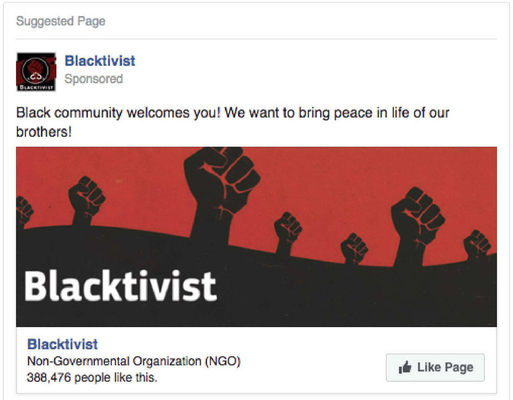 Suggested Page
BLACKTIVIST
Blacktivist
Sponsored
Black community welcomes you! We want to bring peace in life of our
brothers!
Blacktivist
Blacktivist
Non-Governmental Organization (NGO)
388,476 people like this.
Like Page